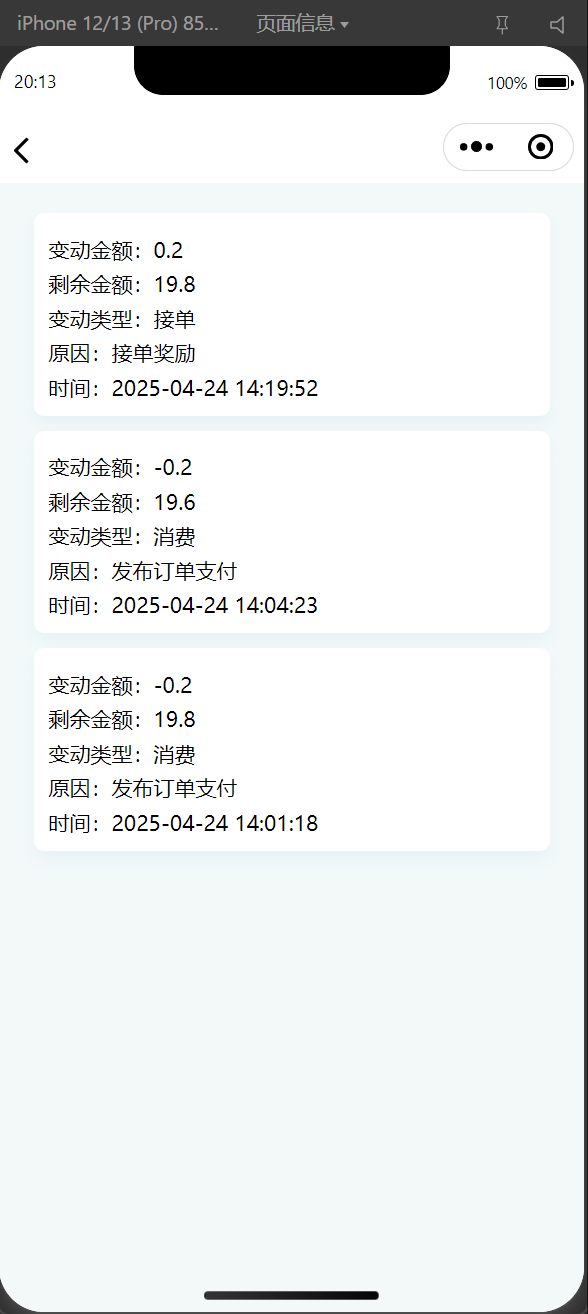 iPhone 12/13 (Pro) 85... 页面信息
20:13 100%
变动金额：0.2
剩余金额：19.8
变动类型：接单
原因：接单奖励
时间：2025-04-24 14:19:52
变动金额：-0.2
剩余金额：19.6
变动类型：消费
原因：发布订单支付
时间：2025-04-24 14:04:23
变动金额：-0.2
剩余金额：19.8
变动类型：消费
原因：发布订单支付
时间：2025-04-24 14:01:18